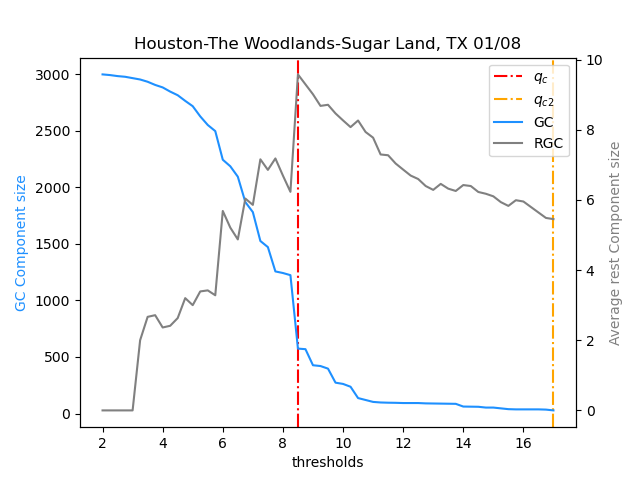 Houston-The Woodlands-Sugar Land, TX 01/08
GC Component size
3000
2500
2000
1500
1000
500
0
2
4
6
8
10
12
14
16
thresholds
10
8
6
4
2
0
Average rest Component size
q_c
q_c2
GC
RGC